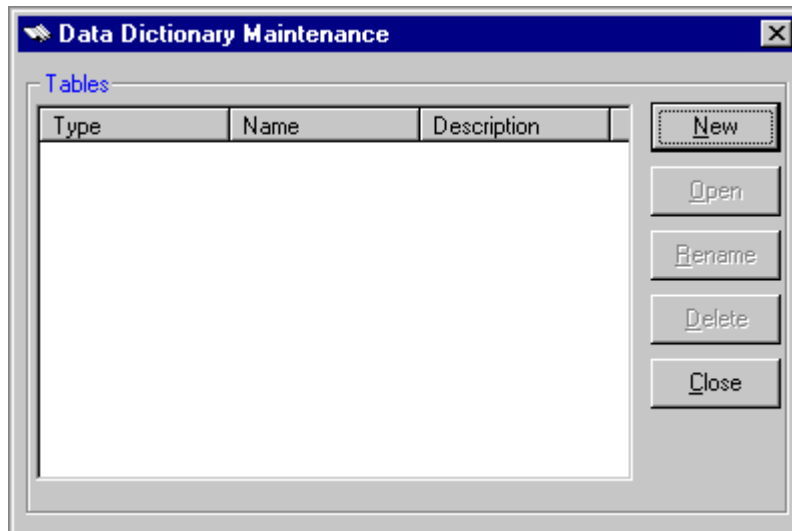 Data Dictionary Maintenance
Tables
Type Name Description
New
Open
Rename
Delete
Close